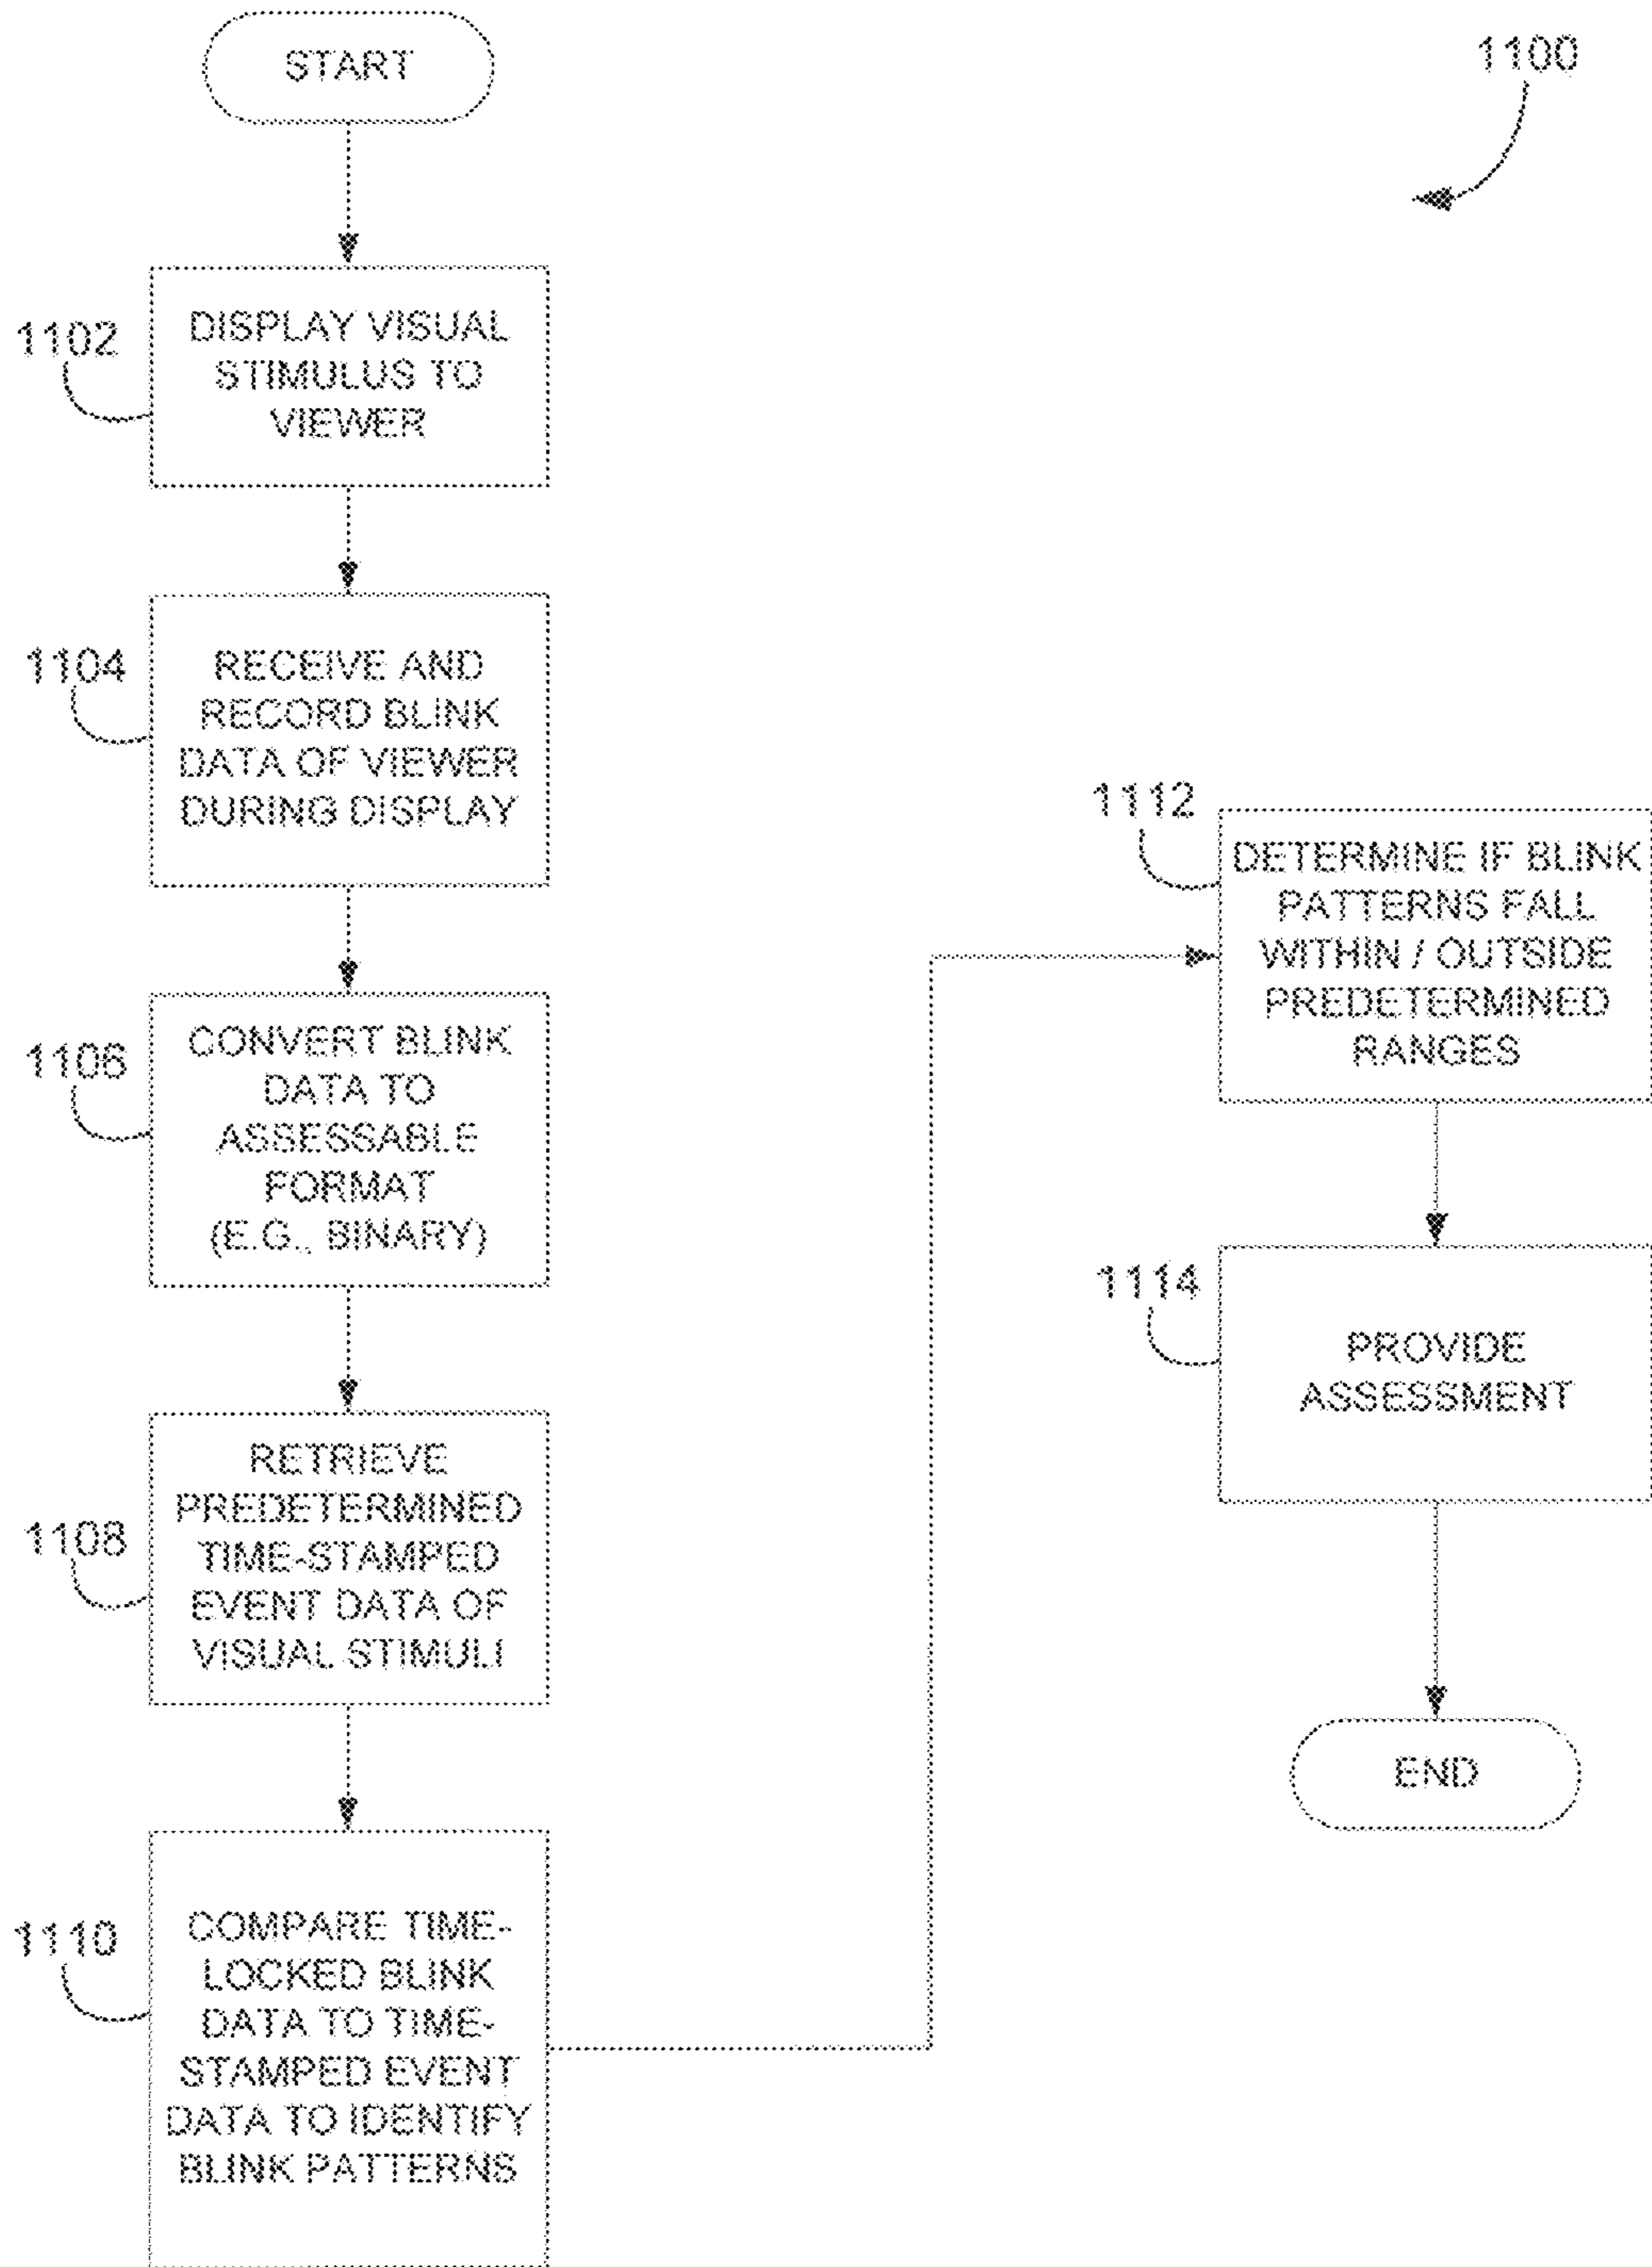 START
1100
1102
DISPLAY VISUAL
STIMULUS TO
VIEWER
1104
RECEIVE AND
RECORD BLINK
DATA OF VIEWER
DURING DISPLAY
1106
CONVERT BLINK
DATA TO
ASSESSABLE
FORMAT
(E.G., BINARY)
1108
RETRIEVE
PREDETERMINED
TIME-STAMPED
EVENT DATA OF
VISUAL STIMULI
1110
COMPARE TIME-
LOCKED BLINK
DATA TO TIME-
STAMPED EVENT
DATA TO IDENTIFY
BLINK PATTERNS
1112
DETERMINE IF BLINK
PATTERNS FALL
WITHIN / OUTSIDE
PREDETERMINED
RANGES
1114
PROVIDE
ASSESSMENT
END